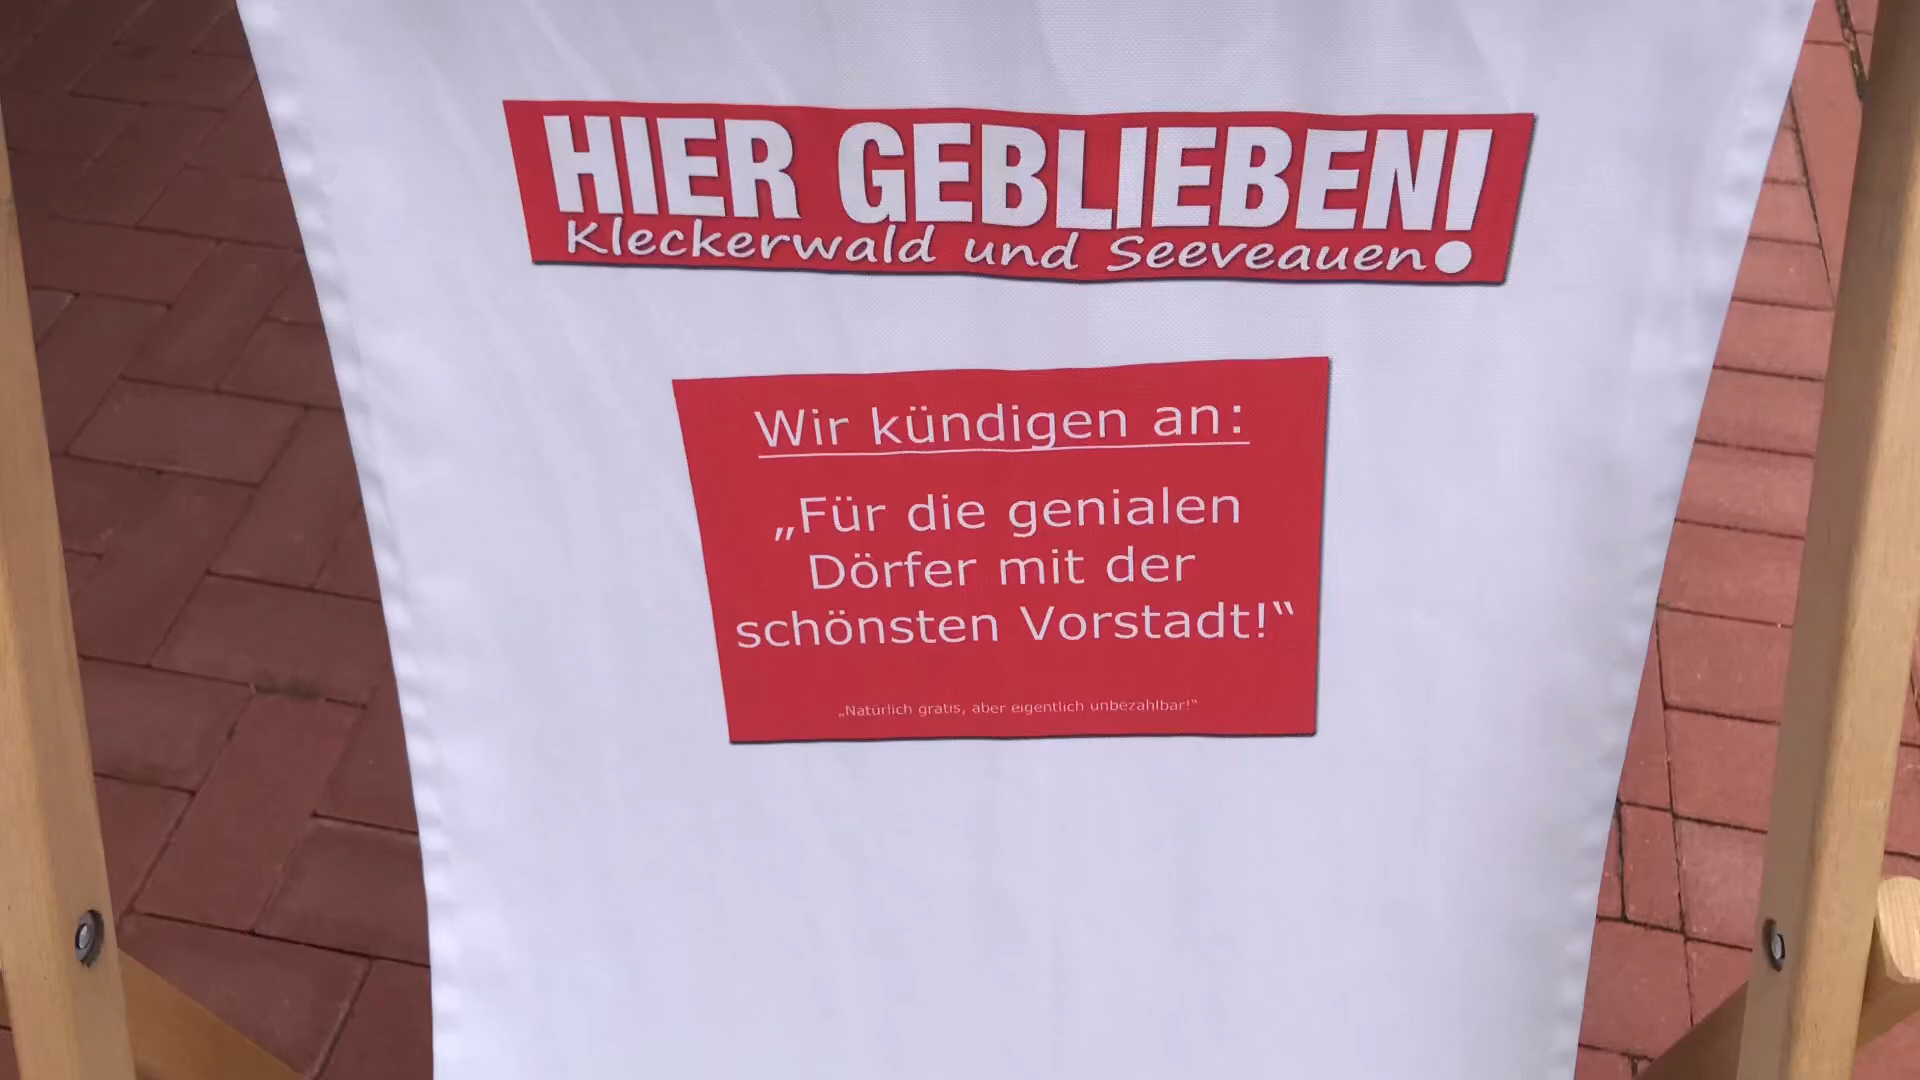 HIER GEBLIEBEN!
Kleckerwald und Seeveauen
Wir kündigen an:
„Für die genialen
Dörfer mit der
schönsten Vorstadt!“
„Natürlich gratis, aber eigentlich unbezahlbar!“